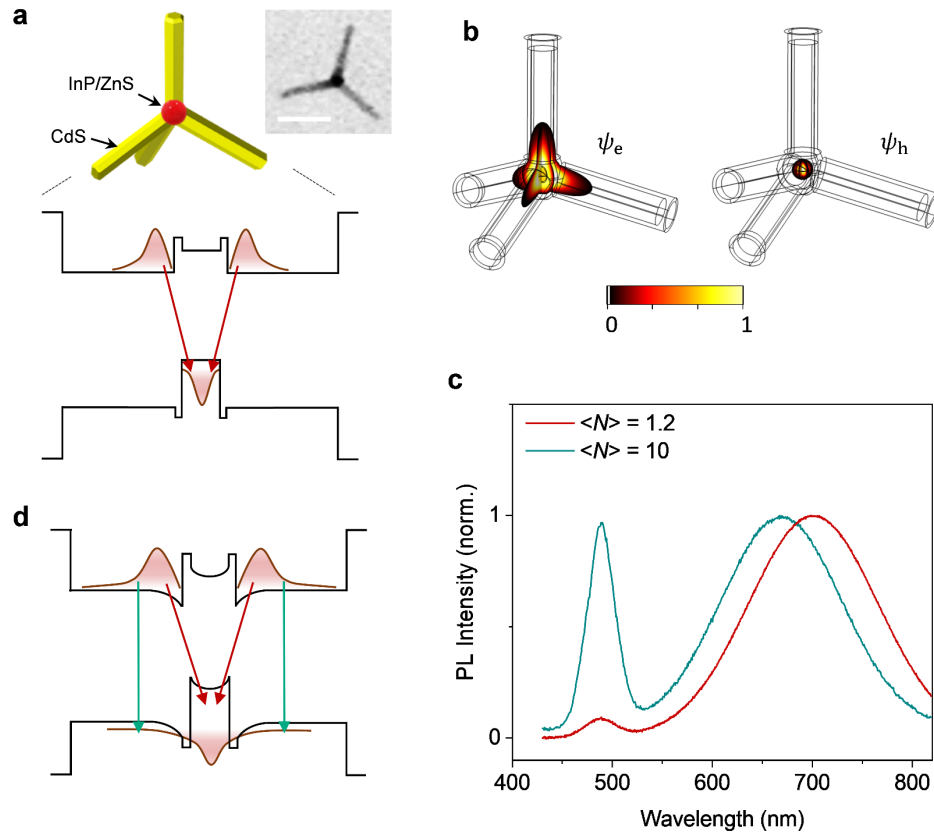 a
InP/ZnS
CdS
b
ψe
ψh
0
1
c
<N> = 1.2
<N> = 10
PL Intensity (norm.)
1
0
400
500
600
700
800
Wavelength (nm)
d